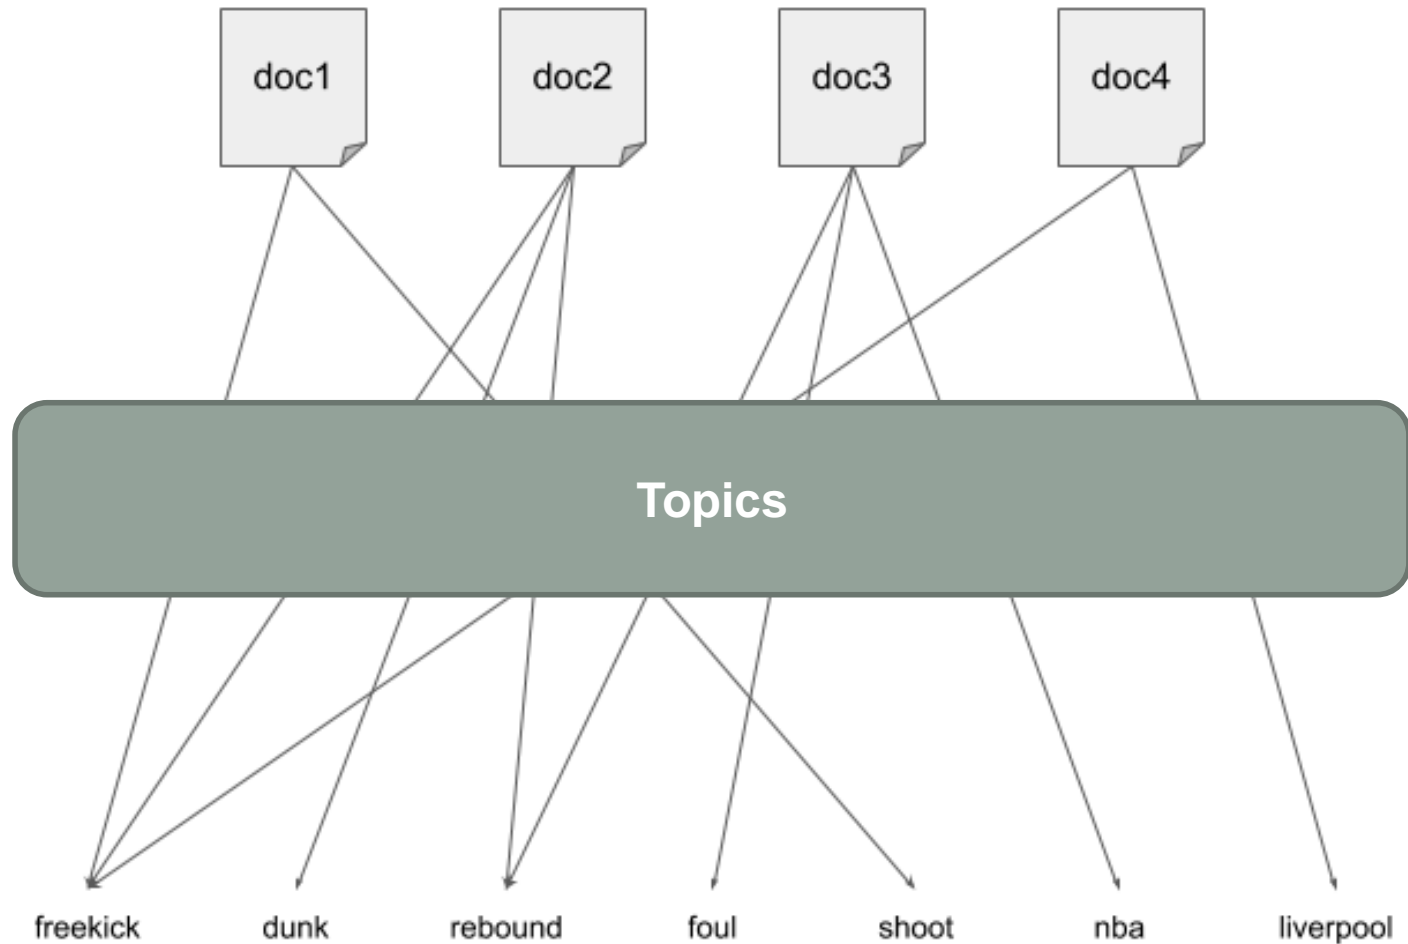 doc1
doc2
doc3
doc4
Topics
freekick
dunk
rebound
foul
shoot
nba
liverpool